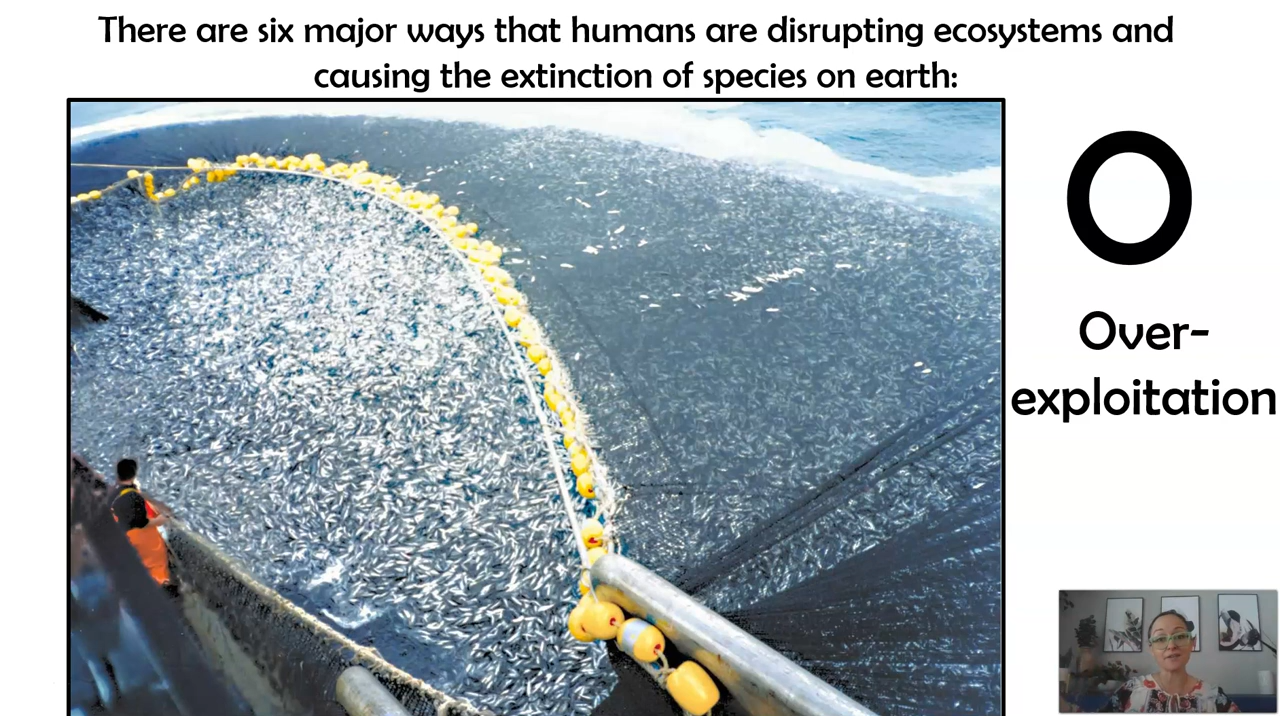 There are six major ways that humans are disrupting ecosystems and
causing the extinction of species on earth:
O
Over-
exploitation